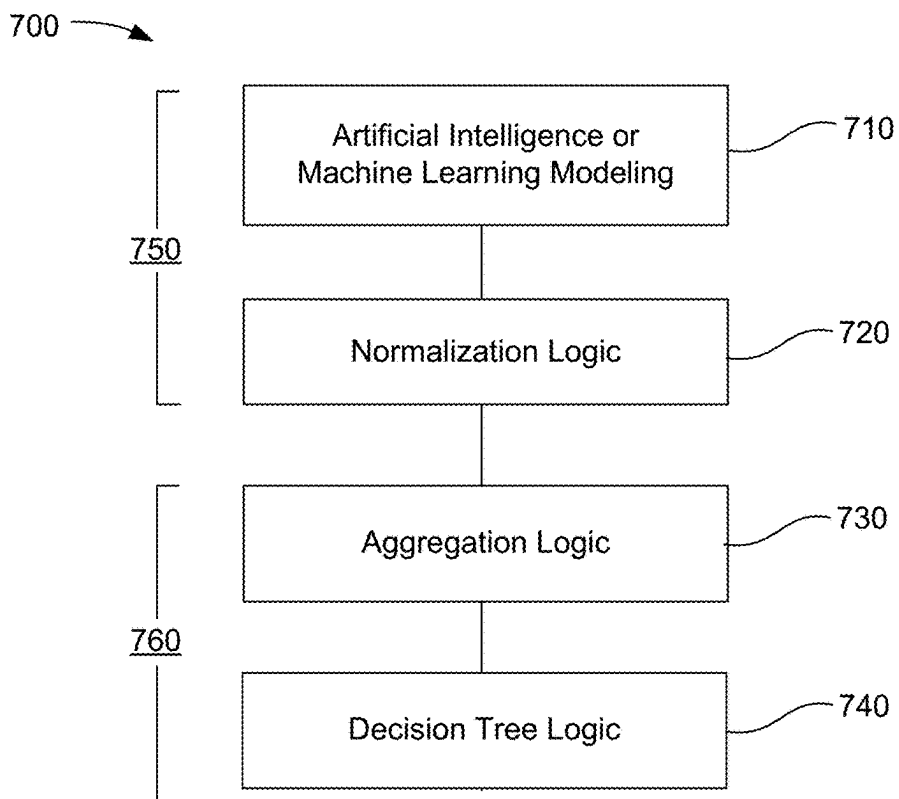 700
Artificial Intelligence or
Machine Learning Modeling
710
750
Normalization Logic
720
Aggregation Logic
730
760
Decision Tree Logic
740